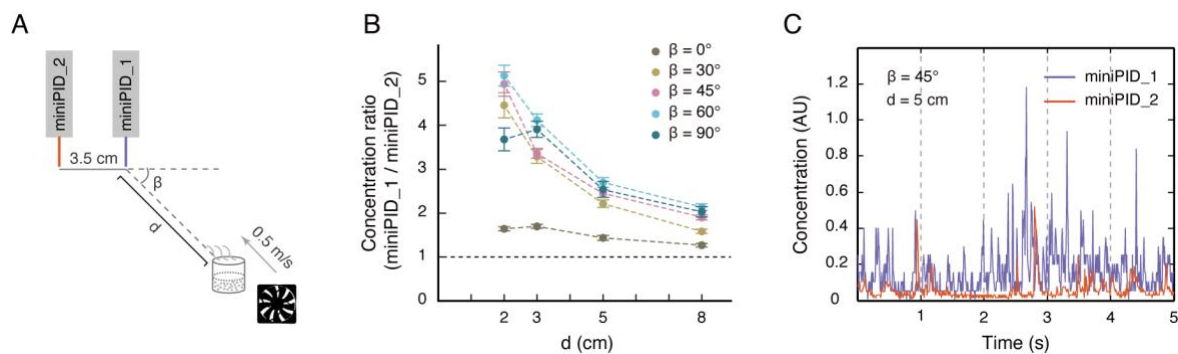 A
miniPID_2
miniPID_1
3.5 cm
β
d
0.5 m/s
B
Concentration ratio
(miniPID_1 / miniPID_2)
5
4
3
2
1
0
β = 0°
β = 30°
β = 45°
β = 60°
β = 90°
2 3 5 8
d (cm)
C
Concentration (AU)
1.2
1.0
0.8
0.6
0.4
0.2
0.0
β = 45°
d = 5 cm
miniPID_1
miniPID_2
1 2 3 4 5
Time (s)